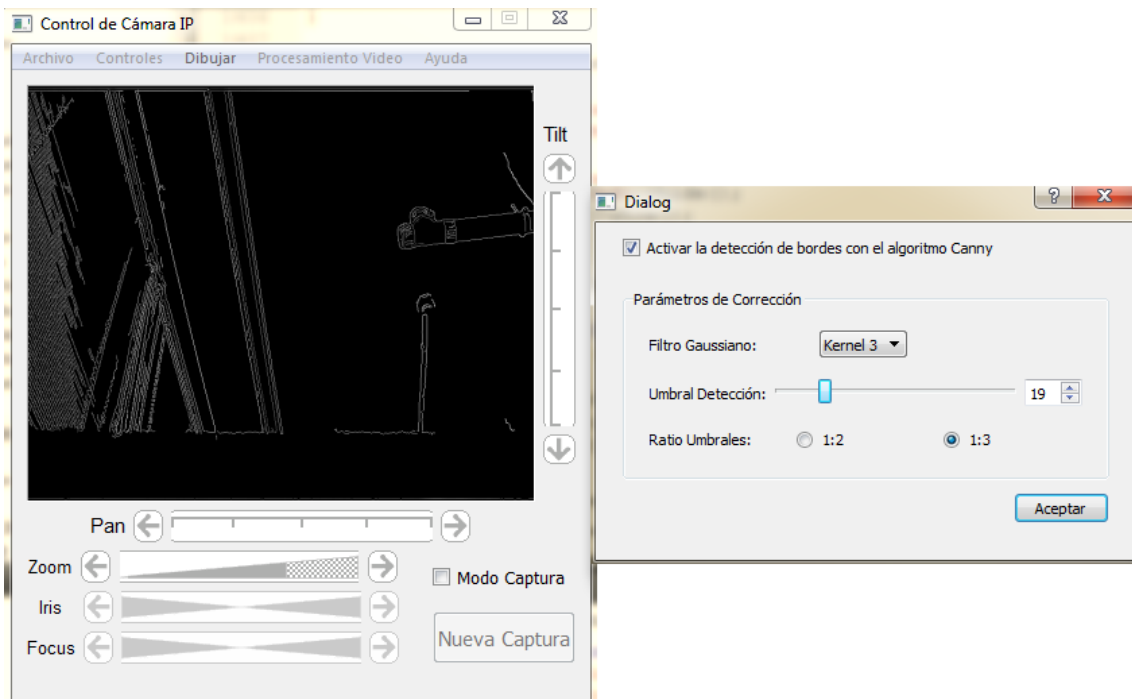 Control de Cámara IP
Archivo Controles Dibujar Procesamiento Video Ayuda
Tilt
Pan
Zoom
Iris
Focus
Modo Captura
Nueva Captura
Dialog
Activar la detección de bordes con el algoritmo Canny
Parámetros de Corrección
Filtro Gaussiano: Kernel 3
Umbral Detección: 19
Ratio Umbrales: 1:2 1:3
Aceptar